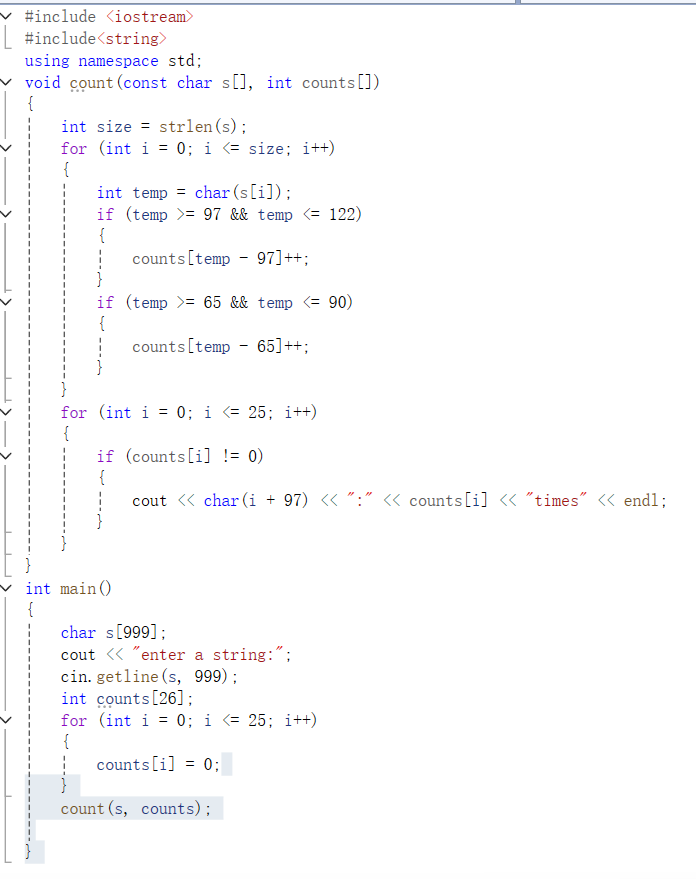 #include <iostream>
#include<string>
using namespace std;
void count(const char s[], int counts[])
{
int size = strlen(s);
for (int i = 0; i <= size; i++)
{
int temp = char(s[i]);
if (temp >= 97 && temp <= 122)
{
counts[temp - 97]++;
}
if (temp >= 65 && temp <= 90)
{
counts[temp - 65]++;
}
}
for (int i = 0; i <= 25; i++)
{
if (counts[i] != 0)
{
cout << char(i + 97) << ":" << counts[i] << "times" << endl;
}
}
}
int main()
{
char s[999];
cout << "enter a string:";
cin.getline(s, 999);
int counts[26];
for (int i = 0; i <= 25; i++)
{
counts[i] = 0;
}
count(s, counts);
}